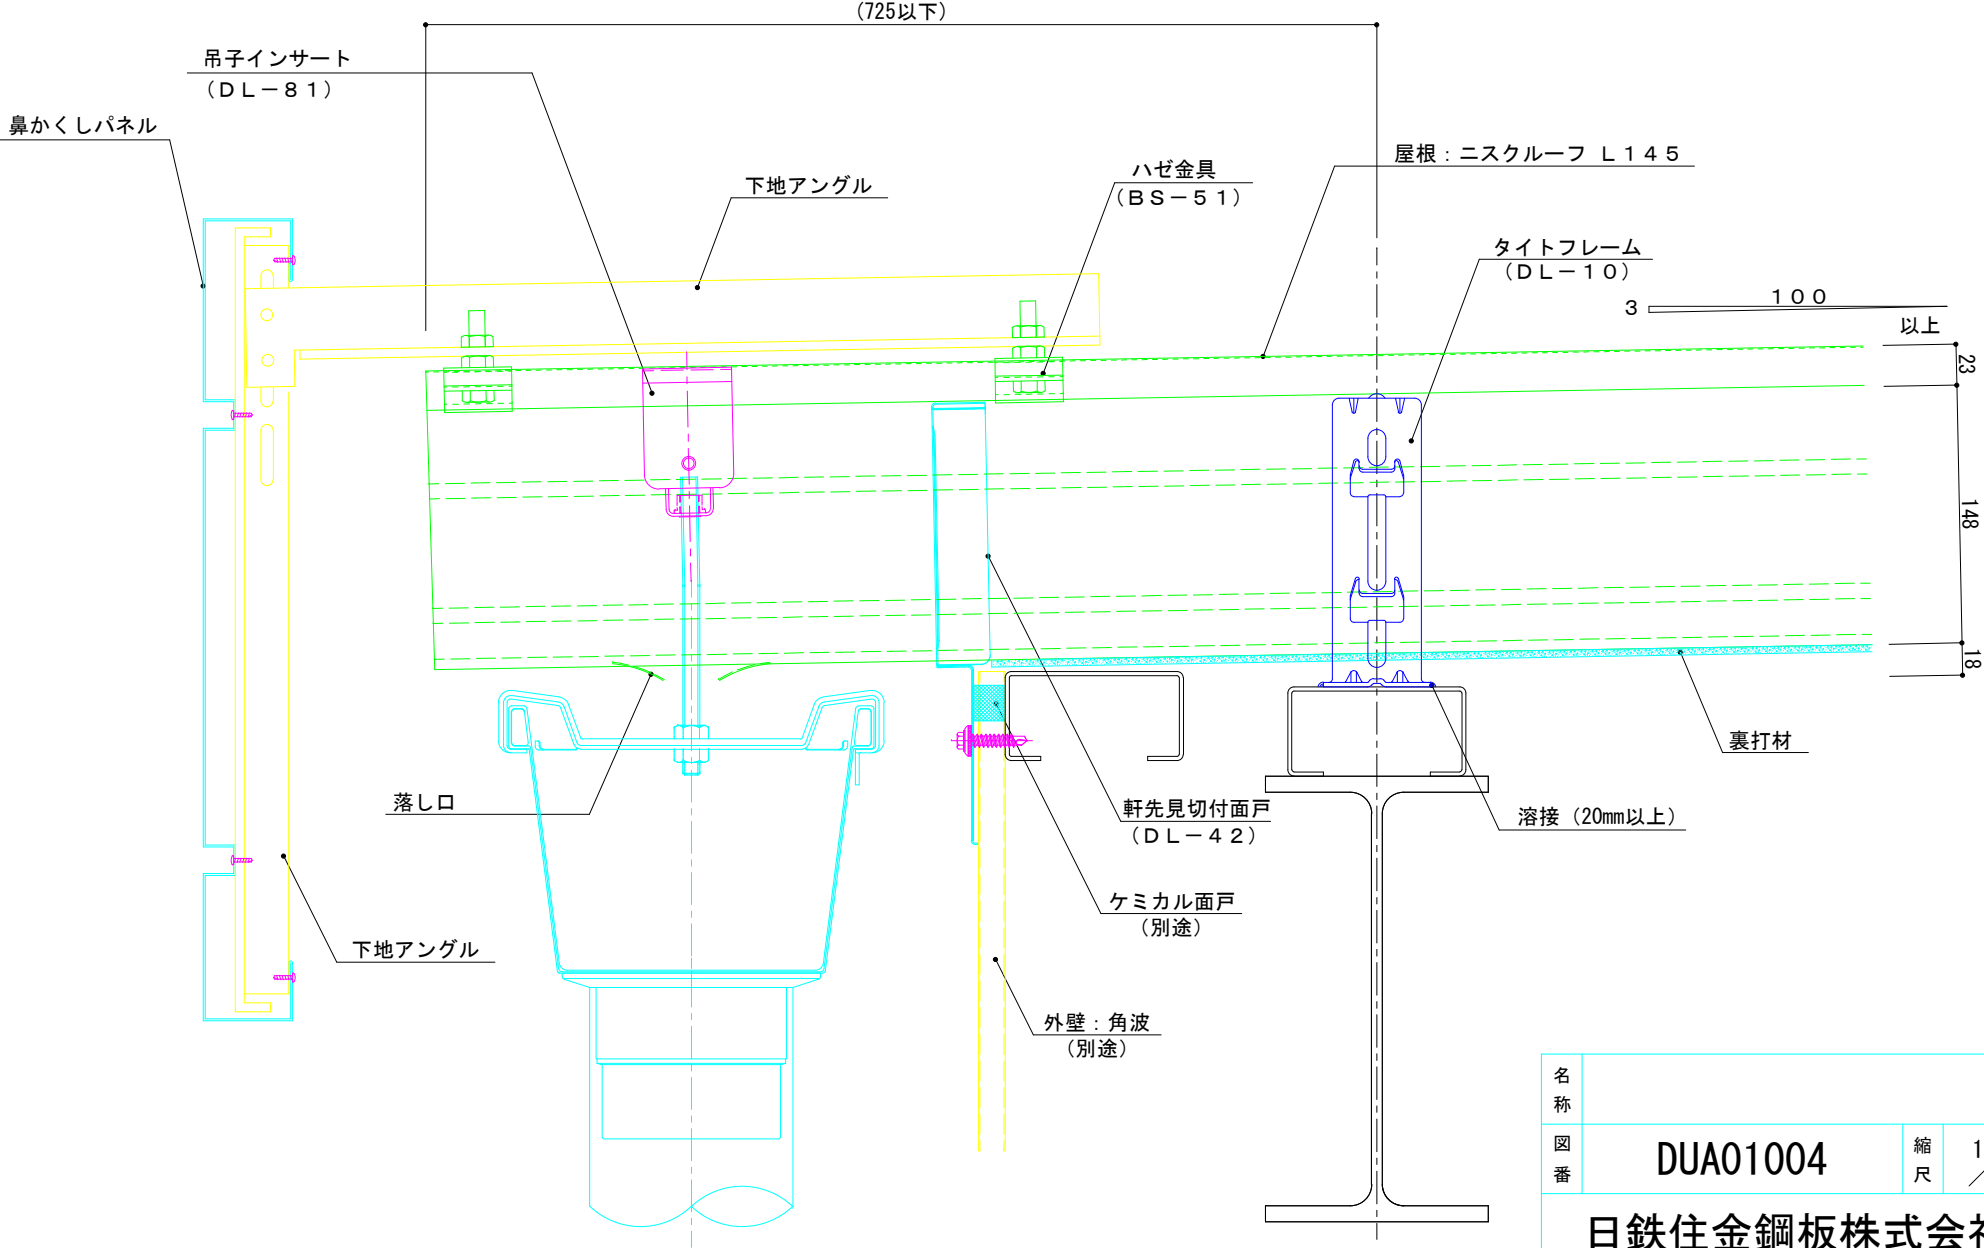 (725以下)
吊子インサート
(DL-81)
鼻かくしパネル
下地アングル
ハゼ金具
(BS-51)
屋根：ニスクルーフ L145
タイトフレーム
(DL-10)
3
100
以上
23
148
18
裏打材
溶接（20mm以上）
落し口
軒先見切付面戸
(DL-42)
ケミカル面戸
(別途)
下地アングル
外壁：角波
(別途)
名称
図番
DUA01004
縮尺
1／
日鉄住金鋼板株式会社